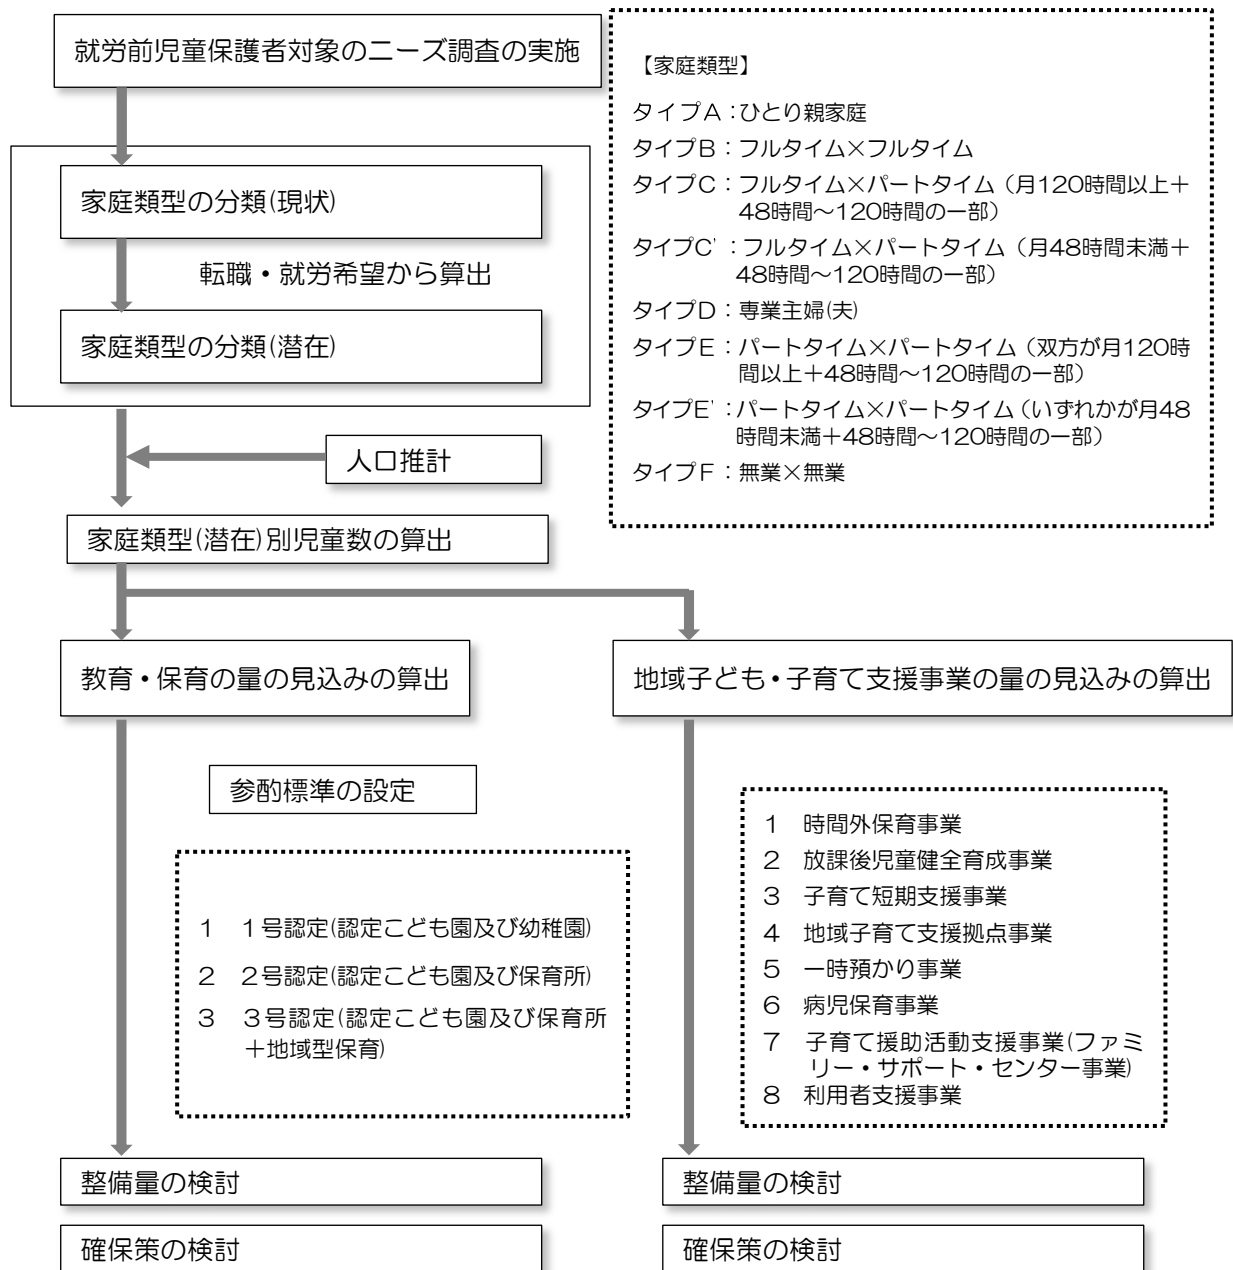 就労前児童保護者対象のニーズ調査の実施
家庭類型の分類(現状)
転職・就労希望から算出
家庭類型の分類(潜在)
人口推計
家庭類型(潜在)別児童数の算出
【家庭類型】
タイプA：ひとり親家庭
タイプB：フルタイム×フルタイム
タイプC：フルタイム×パートタイム（月120時間以上＋
48時間～120時間の一部）
タイプC'：フルタイム×パートタイム（月48時間未満＋
48時間～120時間の一部）
タイプD：専業主婦(夫)
タイプE：パートタイム×パートタイム（双方が月120時
間以上＋48時間～120時間の一部）
タイプE'：パートタイム×パートタイム（いずれかが月48
時間未満＋48時間～120時間の一部）
タイプF：無業×無業
教育・保育の量の見込みの算出
参酌標準の設定
1 1号認定(認定こども園及び幼稚園)
2 2号認定(認定こども園及び保育所)
3 3号認定(認定こども園及び保育所
＋地域型保育)
整備量の検討
確保策の検討
地域子ども・子育て支援事業の量の見込みの算出
1 時間外保育事業
2 放課後児童健全育成事業
3 子育て短期支援事業
4 地域子育て支援拠点事業
5 一時預かり事業
6 病児保育事業
7 子育て援助活動支援事業(ファミ
リー・サポート・センター事業)
8 利用者支援事業
整備量の検討
確保策の検討